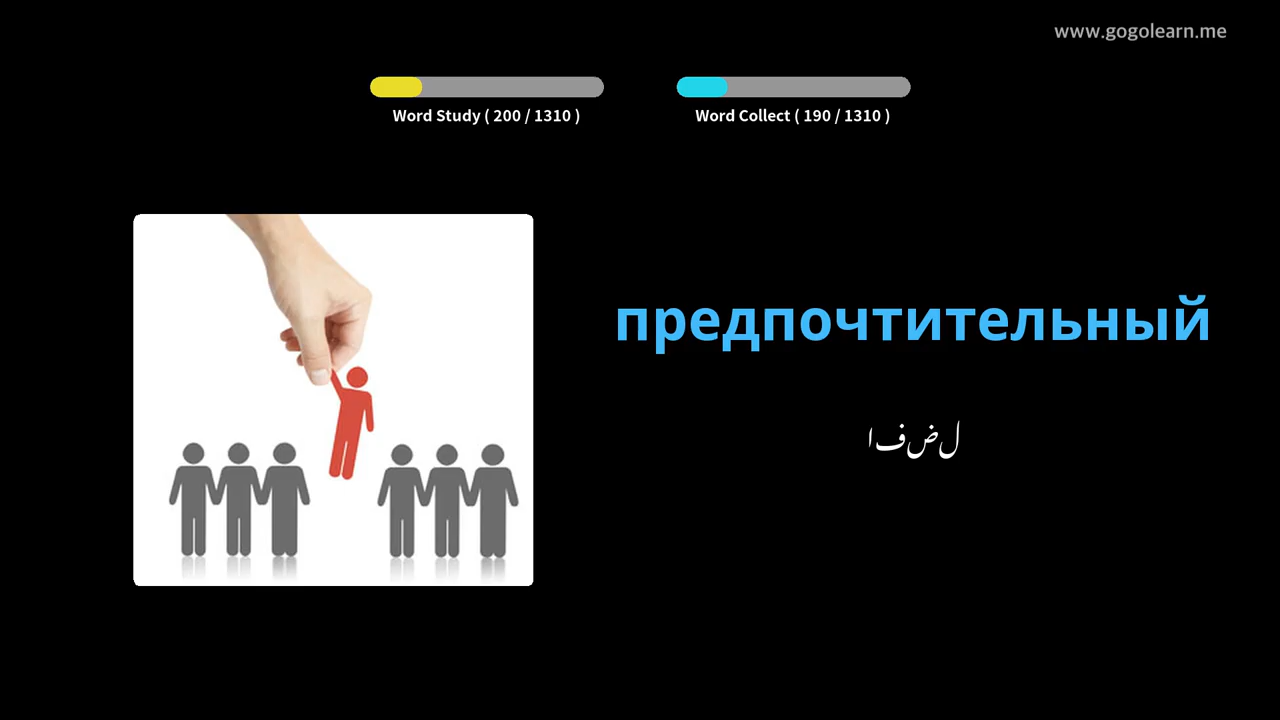 www.gogolearn.me
Word Study ( 200 / 1310 )
Word Collect ( 190 / 1310 )
предпочтительный
افضل